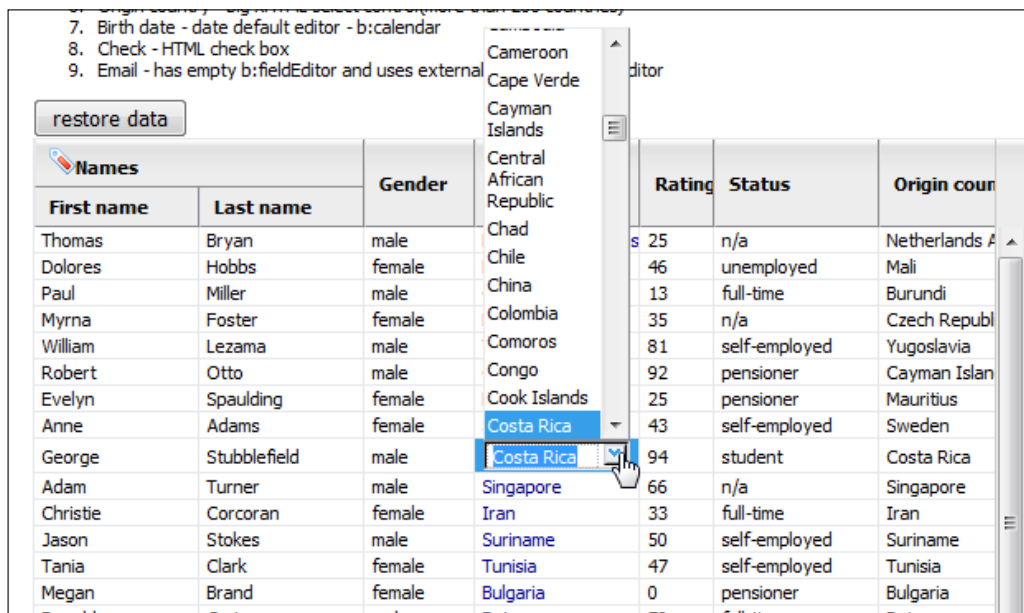 7. Birth date - date default editor - b:calendar
8. Check - HTML check box
9. Email - has empty b:fieldEditor and uses external
restore data
Names Gender Rating Status Origin coun
First name Last name
Cameroon
Cape Verde
Cayman
Islands
Central
African
Republic
Chad
Chile
China
Colombia
Comoros
Congo
Cook Islands
Costa Rica
Thomas Bryan male s 25 n/a Netherlands A
Dolores Hobbs female 46 unemployed Mali
Paul Miller male 13 full-time Burundi
Myrna Foster female 35 n/a Czech Republ
William Lezama male 81 self-employed Yugoslavia
Robert Otto male 92 pensioner Cayman Islan
Evelyn Spaulding female 25 pensioner Mauritius
Anne Adams female 43 self-employed Sweden
George Stubblefield male Costa Rica 94 student Costa Rica
Adam Turner male Singapore 66 n/a Singapore
Christie Corcoran female Iran 33 full-time Iran
Jason Stokes male Suriname 50 self-employed Suriname
Tania Clark female Tunisia 47 self-employed Tunisia
Megan Brand female Bulgaria 0 pensioner Bulgaria